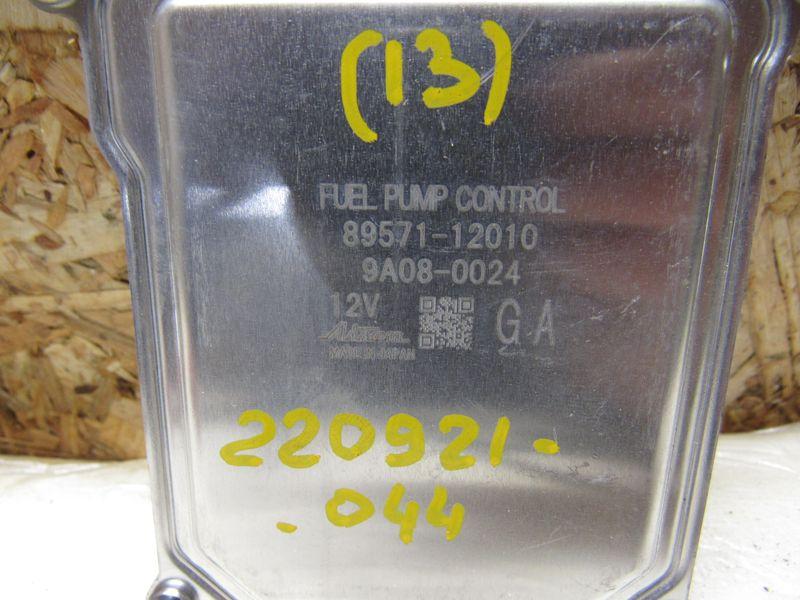 (13)
FUEL PUMP CONTROL
89571-12010
9A08-0024
12V
GA
MADE IN JAPAN
220921-
.044